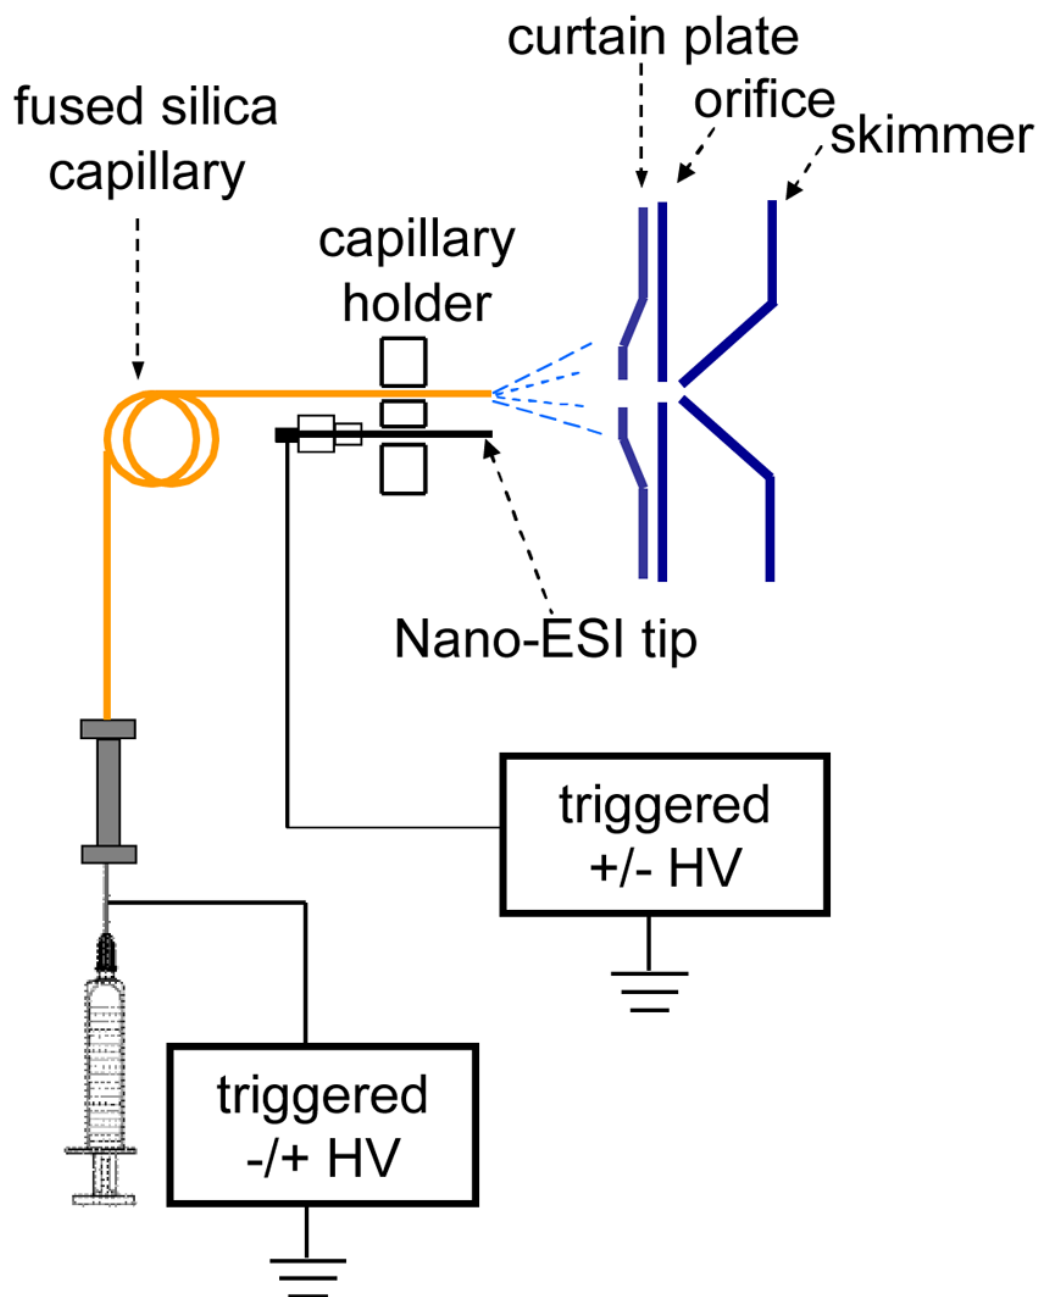 curtain plate
orifice
skimmer
fused silica
capillary
capillary
holder
Nano-ESI tip
triggered
+/- HV
triggered
-/+ HV